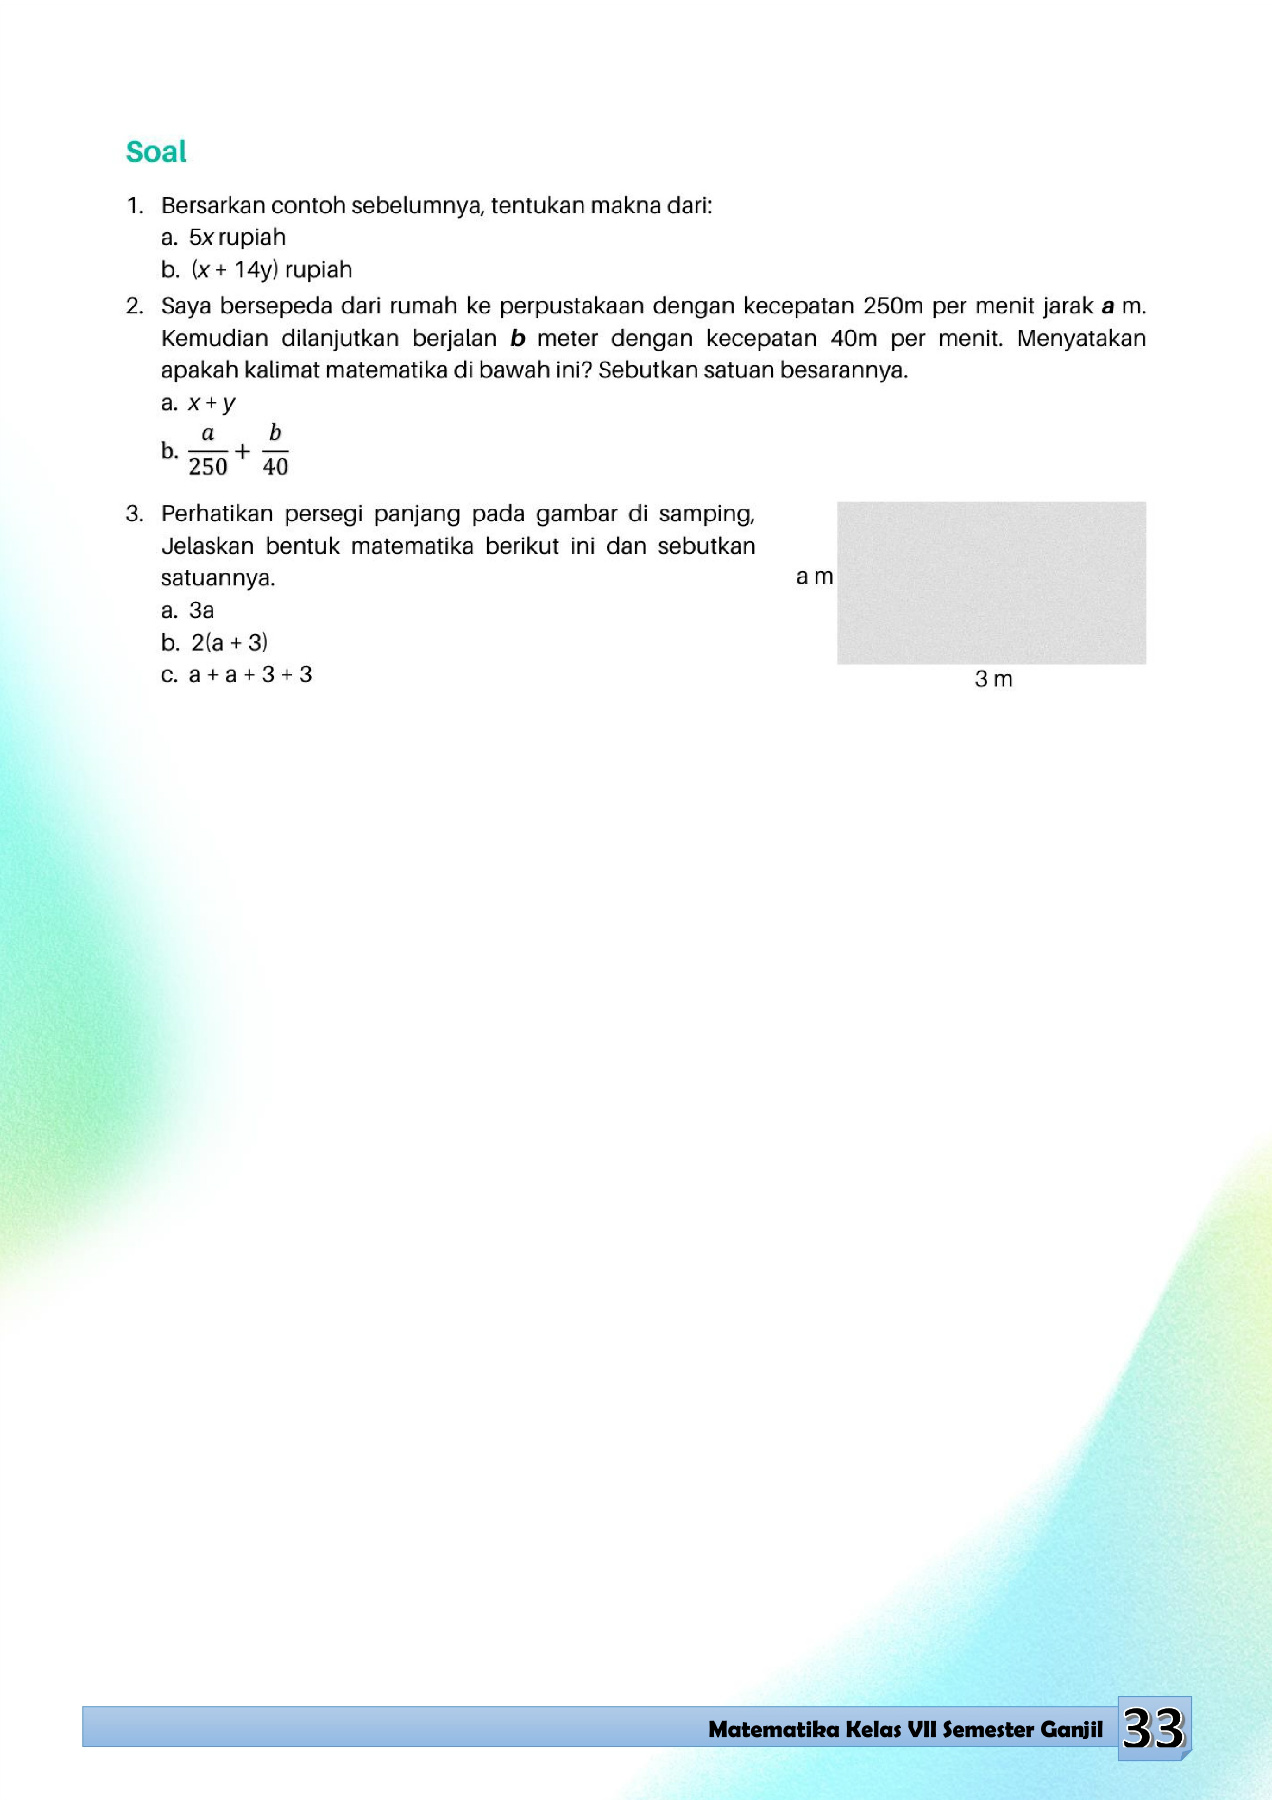 Soal
1. Bersarkan contoh sebelumnya, tentukan makna dari:
a. 5x rupiah
b. (x + 14y) rupiah
2. Saya bersepeda dari rumah ke perpustakaan dengan kecepatan 250m per menit jarak a m.
Kemudian dilanjutkan berjalan b meter dengan kecepatan 40m per menit. Menyatakan
apakah kalimat matematika di bawah ini? Sebutkan satuan besarannya.
a. x + y
b. a/250 + b/40
3. Perhatikan persegi panjang pada gambar di samping,
Jelaskan bentuk matematika berikut ini dan sebutkan
satuannya.
a. 3a
b. 2(a + 3)
c. a + a + 3 + 3
a m
3 m
Matematika Kelas VII Semester Ganjil 33